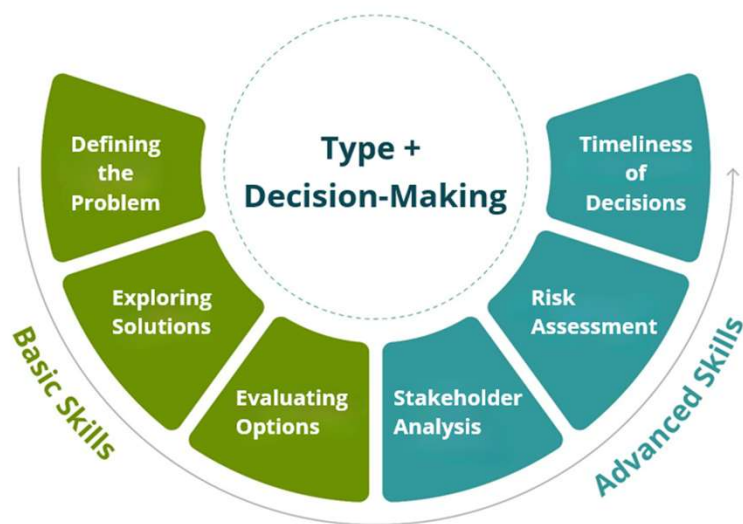 Type +
Decision-Making
Defining
the
Problem
Exploring
Solutions
Evaluating
Options
Stakeholder
Analysis
Risk
Assessment
Timeliness
of
Decisions
Basic Skills
Advanced Skills